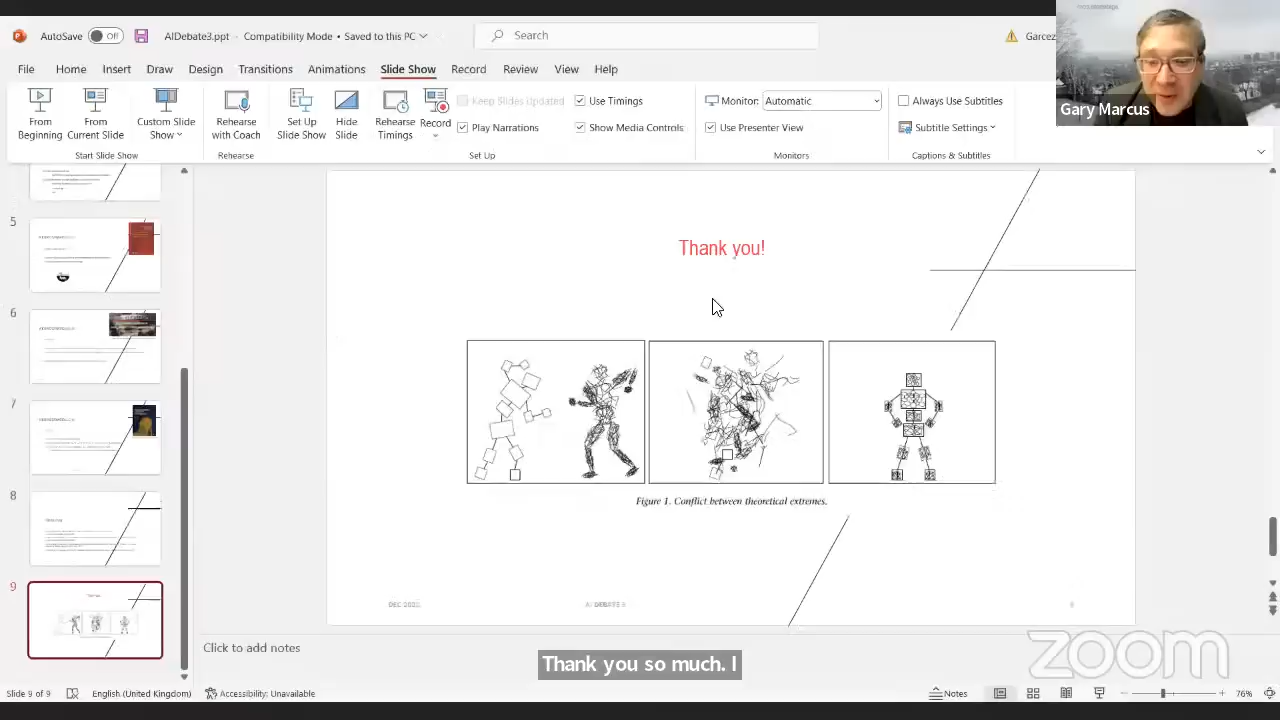 AutoSave Off AIDebate3.ppt - Compatibility Mode • Saved to this PC Search Garcez
File Home Insert Draw Design Transitions Animations Slide Show Record Review View Help
Gary Marcus
From Beginning
From Current Slide
Custom Slide Show
Rehearse with Coach
Set Up Slide Show
Hide Slide
Rehearse Timings
Record
Keep Slides Updated
Use Timings
Play Narrations
Show Media Controls
Monitor: Automatic
Use Presenter View
Always Use Subtitles
Subtitle Settings
Start Slide Show Rehearse Set Up Monitors Captions & Subtitles
5
6
7
8
9
Thank you!
Figure 1. Conflict between theoretical extremes.
DEC 2022 AI DEBATE 3 9
Click to add notes
Thank you so much. I
zoom
Slide 9 of 9 English (United Kingdom) Accessibility: Unavailable Notes 76%